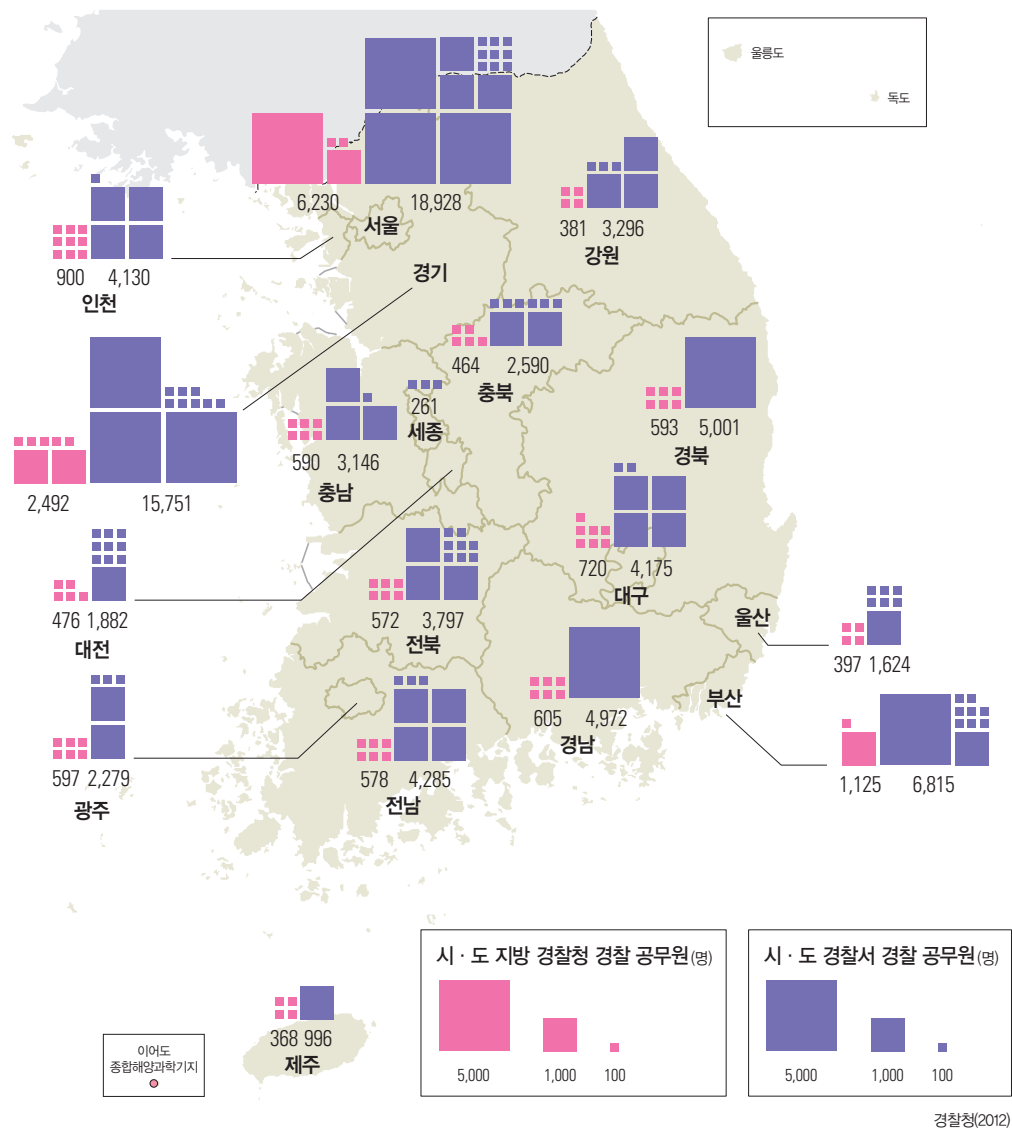 울릉도
독도
6,230 18,928
서울
381 3,296
강원
900 4,130
인천
경기
464 2,590
충북
261
세종
593 5,001
경북
590 3,146
충남
2,492 15,751
720 4,175
대구
476 1,882
대전
572 3,797
전북
울산
397 1,624
605 4,972
경남
부산
1,125 6,815
597 2,279
광주
578 4,285
전남
368 996
제주
이어도
종합해양과학기지
시 · 도 지방 경찰청 경찰 공무원(명)
5,000 1,000 100
시 · 도 경찰서 경찰 공무원(명)
5,000 1,000 100
경찰청(2012)